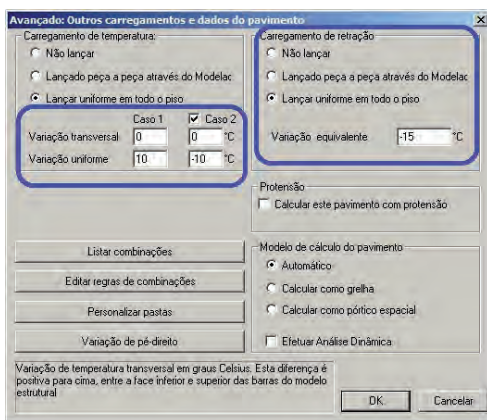 Avançado: Outros carregamentos e dados do pavimento
Carregamento de temperatura:
Não lançar
Lançado peça a peça através do Modelac
Lançar uniforme em todo o piso
Caso 1 Caso 2
Variação transversal 0 0 °C
Variação uniforme 10 -10 °C
Carregamento de retração
Não lançar
Lançado peça a peça através do Modelac
Lançar uniforme em todo o piso
Variação equivalente -15 °C
Protensão
Calcular este pavimento com protensão
Listar combinações
Editar regras de combinações
Personalizar pastas
Variação de pé-direito
Modelo de cálculo do pavimento
Automático
Calcular como grelha
Calcular como pórtico espacial
Efetuar Análise Dinâmica
Variação de temperatura transversal em graus Celsius. Esta diferença é
positiva para cima, entre a face inferior e superior das barras do modelo
estrutural
OK Cancelar